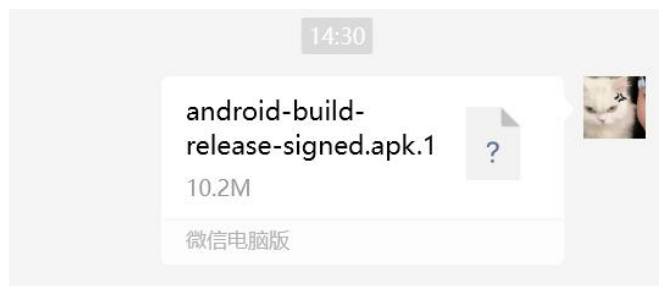 14:30
android-build-
release-signed.apk.1
?
10.2M
微信电脑版